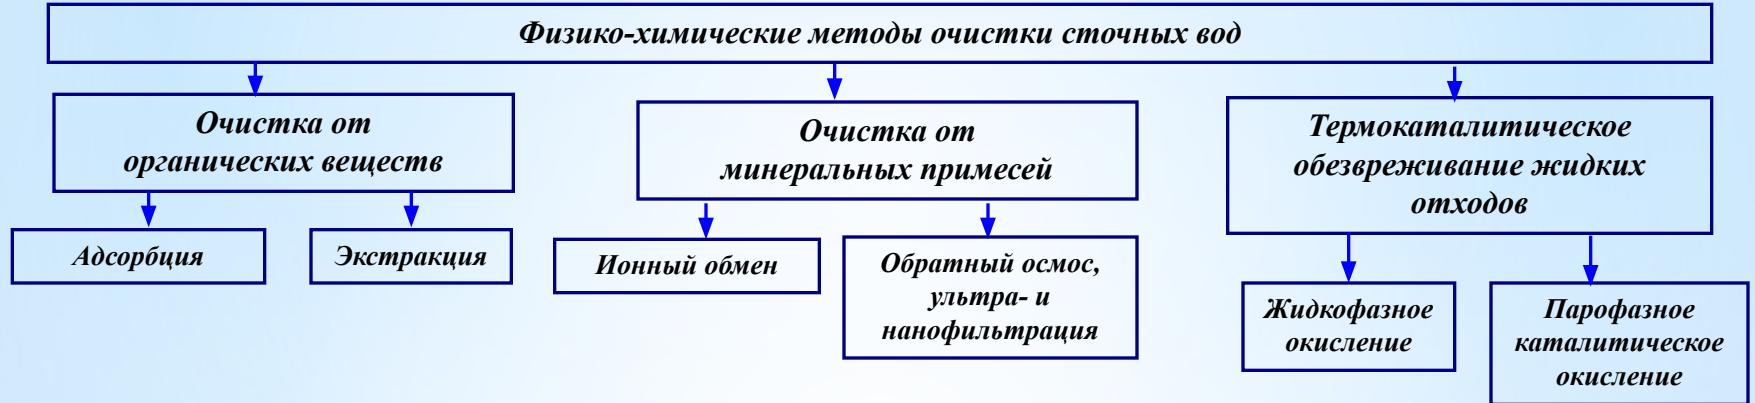 Физико-химические методы очистки сточных вод
Очистка от
органических веществ
Очистка от
минеральных примесей
Термокаталитическое
обезвреживание жидких
отходов
Адсорбция
Экстракция
Ионный обмен
Обратный осмос,
ультра- и
нанофильтрация
Жидкофазное
окисление
Парофазное
каталитическое
окисление